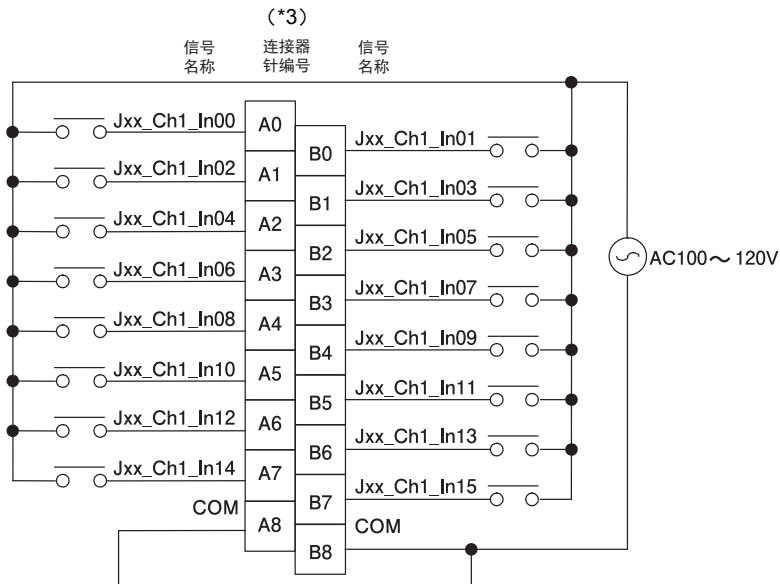 (*3)
信号 连接器 信号
名称 针编号 名称
Jxx_Ch1_In00 A0
B0 Jxx_Ch1_In01
Jxx_Ch1_In02 A1
B1 Jxx_Ch1_In03
Jxx_Ch1_In04 A2
B2 Jxx_Ch1_In05
AC100～120V
Jxx_Ch1_In06 A3
B3 Jxx_Ch1_In07
Jxx_Ch1_In08 A4
B4 Jxx_Ch1_In09
Jxx_Ch1_In10 A5
B5 Jxx_Ch1_In11
Jxx_Ch1_In12 A6
B6 Jxx_Ch1_In13
Jxx_Ch1_In14 A7
B7 Jxx_Ch1_In15
COM A8
B8 COM